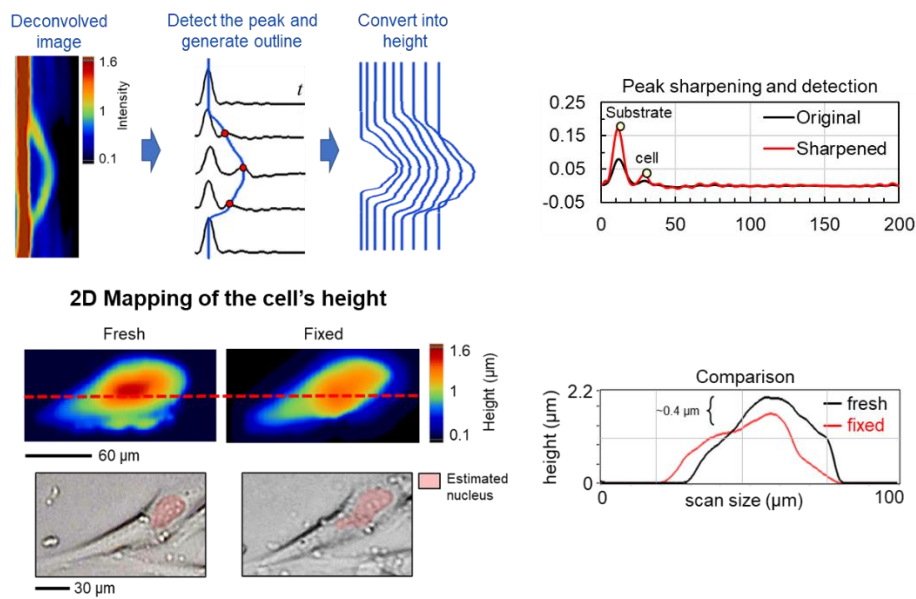 Deconvolved
image
1.6
1
0.1
Intensity
Detect the peak and
generate outline
t
Convert into
height
Peak sharpening and detection
0.25
0.15
0.05
-0.05
Substrate
cell
Original
Sharpened
0
50
100
150
200
2D Mapping of the cell's height
Fresh
Fixed
1.6
1
0.1
Height (μm)
60 μm
Estimated
nucleus
30 μm
Comparison
2.2
0
height (μm)
~0.4 μm
fresh
fixed
0
100
scan size (μm)